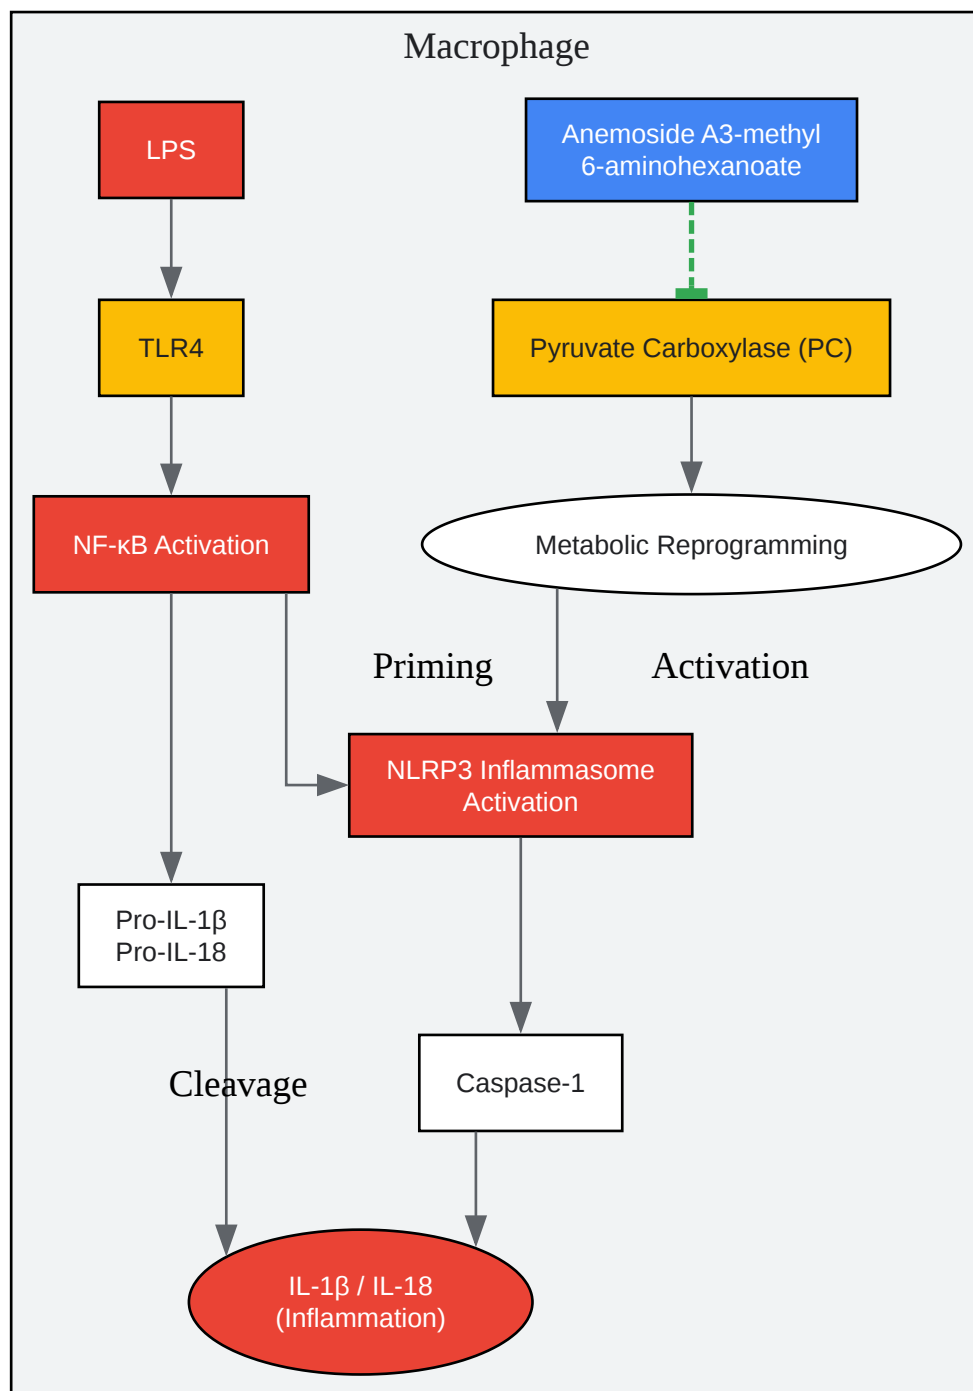 Macrophage
LPS
Anemoside A3-methyl
6-aminohexanoate
TLR4
Pyruvate Carboxylase (PC)
NF-κB Activation
Metabolic Reprogramming
Priming
Activation
NLRP3 Inflammasome
Activation
Pro-IL-1β
Pro-IL-18
Cleavage
Caspase-1
IL-1β / IL-18
(Inflammation)